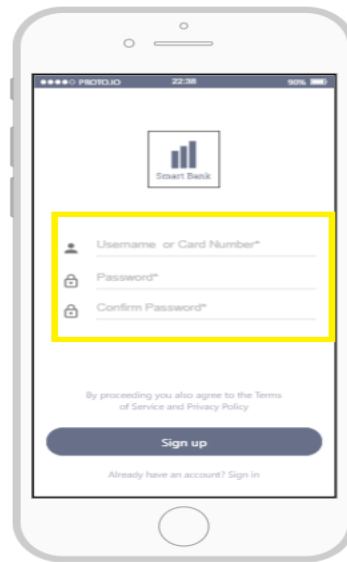 PROTO.IO 22:38 90%
Smart Bank
Username or Card Number*
Password*
Confirm Password*
By proceeding you also agree to the Terms
of Service and Privacy Policy
Sign up
Already have an account? Sign in